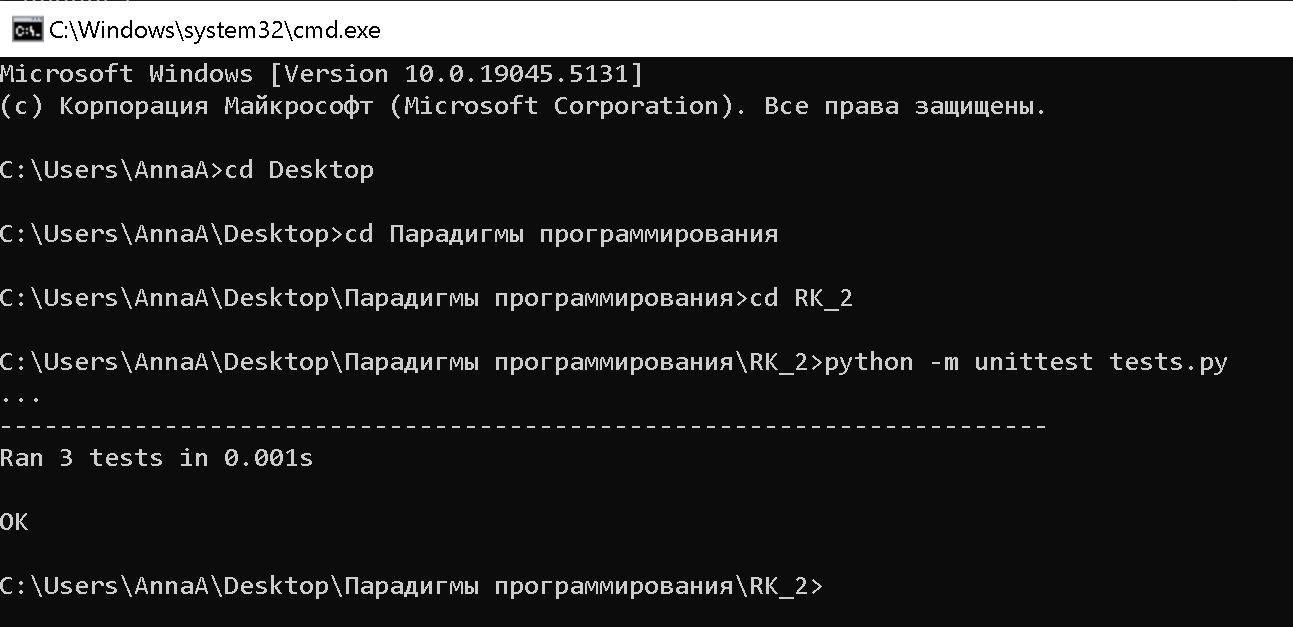 C:\Windows\system32\cmd.exe
Microsoft Windows [Version 10.0.19045.5131]
(c) Корпорация Майкрософт (Microsoft Corporation). Все права защищены.
C:\Users\AnnaA>cd Desktop
C:\Users\AnnaA\Desktop>cd Парадигмы программирования
C:\Users\AnnaA\Desktop\Парадигмы программирования>cd RK_2
C:\Users\AnnaA\Desktop\Парадигмы программирования\RK_2>python -m unittest tests.py
...
----------------------------------------------------------------------
Ran 3 tests in 0.001s
OK
C:\Users\AnnaA\Desktop\Парадигмы программирования\RK_2>